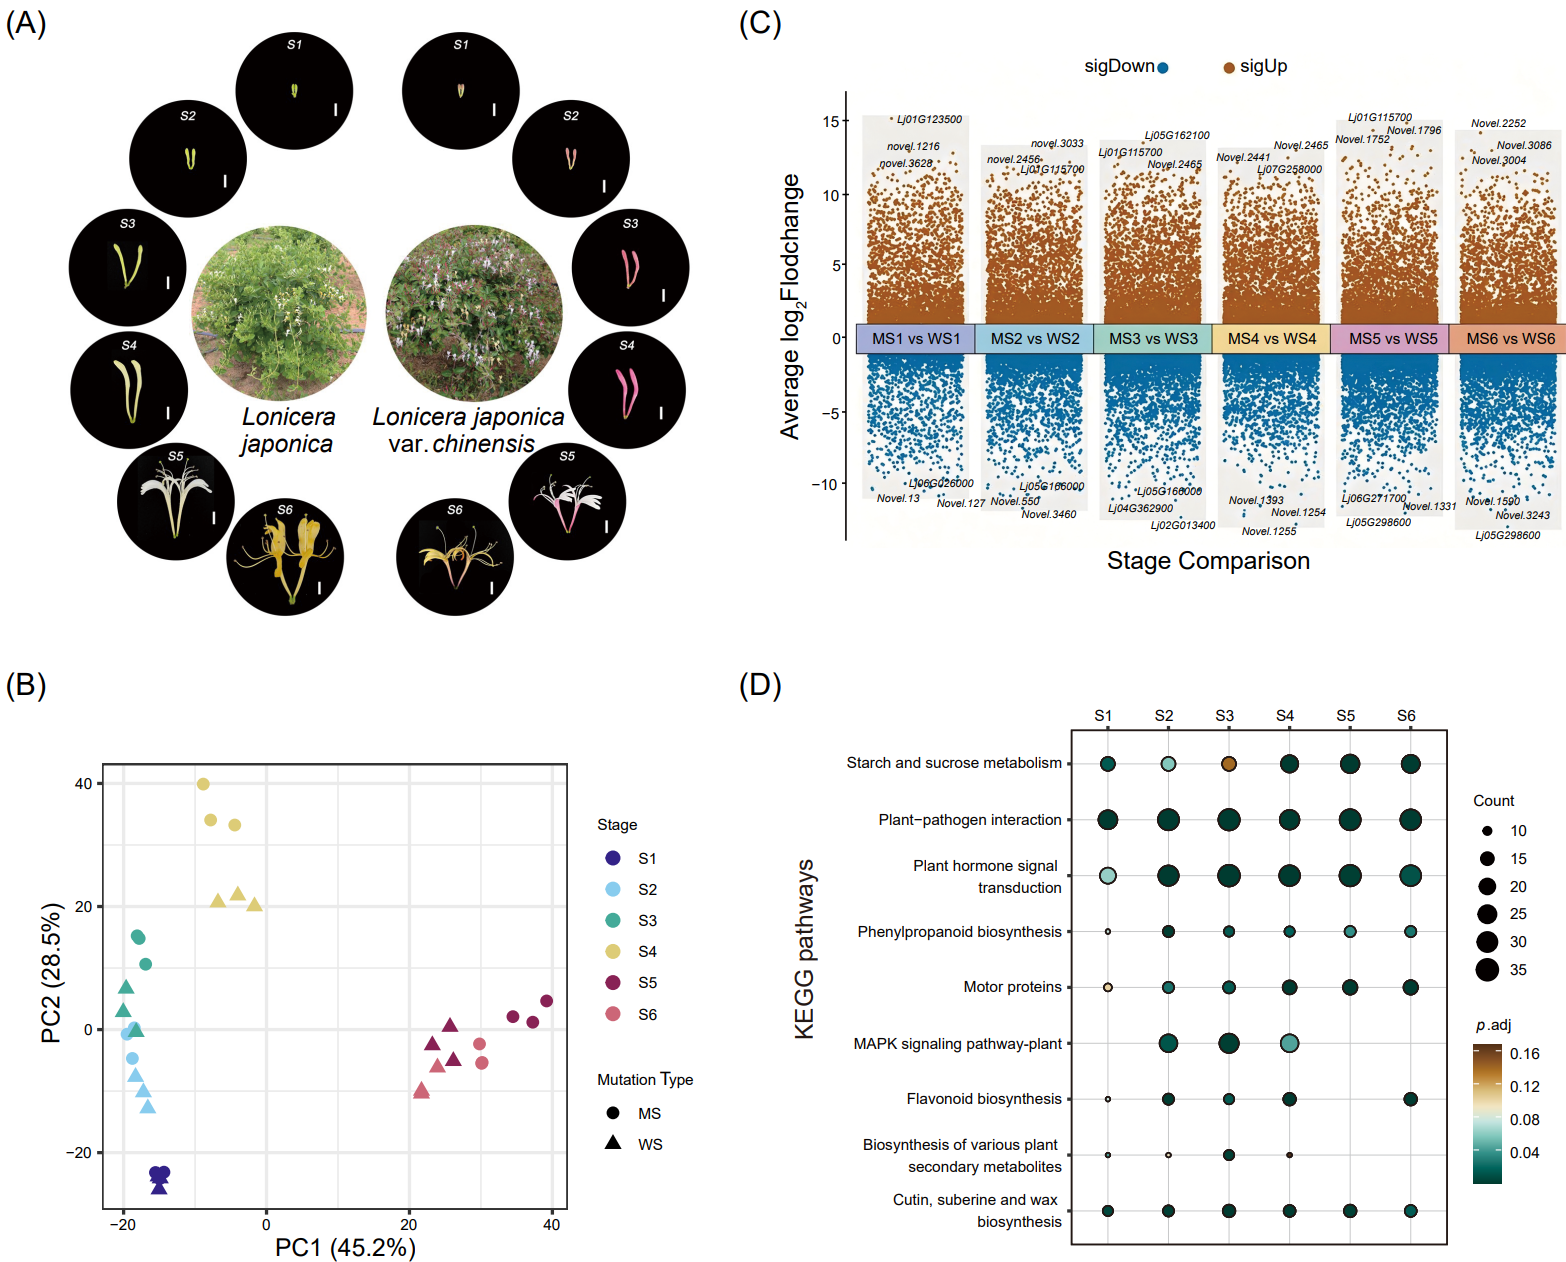 (A)
S1
S1
S2
S2
S3
S3
S4
S4
S5
S5
S6
S6
Lonicera
japonica
Lonicera japonica
var. chinensis
(C)
sigDown
sigUp
Average log2Flodchange
15
10
5
0
−5
−10
Lj01G123500
novel.1216
novel.3628
novel.3033
novel.2456
Lj01G115700
Lj05G162100
Lj01G115700
Novel.2465
Novel.2465
Novel.2441
Lj07G258000
Lj01G115700
Novel.1796
Novel.1752
Novel.2252
Novel.3086
Novel.3004
MS1 vs WS1
MS2 vs WS2
MS3 vs WS3
MS4 vs WS4
MS5 vs WS5
MS6 vs WS6
Lj06G026000
Novel.13
Novel.127
Lj05G166000
Novel.550
Novel.3460
Lj05G166000
Lj04G362900
Lj02G013400
Novel.1393
Novel.1254
Novel.1255
Lj06G271700
Novel.1331
Lj05G298600
Novel.1590
Novel.3243
Lj05G298600
Stage Comparison
(B)
PC2 (28.5%)
40
20
0
−20
−20
0
20
40
PC1 (45.2%)
Stage
S1
S2
S3
S4
S5
S6
Mutation Type
MS
WS
(D)
S1
S2
S3
S4
S5
S6
KEGG pathways
Starch and sucrose metabolism
Plant−pathogen interaction
Plant hormone signal
transduction
Phenylpropanoid biosynthesis
Motor proteins
MAPK signaling pathway-plant
Flavonoid biosynthesis
Biosynthesis of various plant
secondary metabolites
Cutin, suberine and wax
biosynthesis
Count
10
15
20
25
30
35
p.adj
0.16
0.12
0.08
0.04